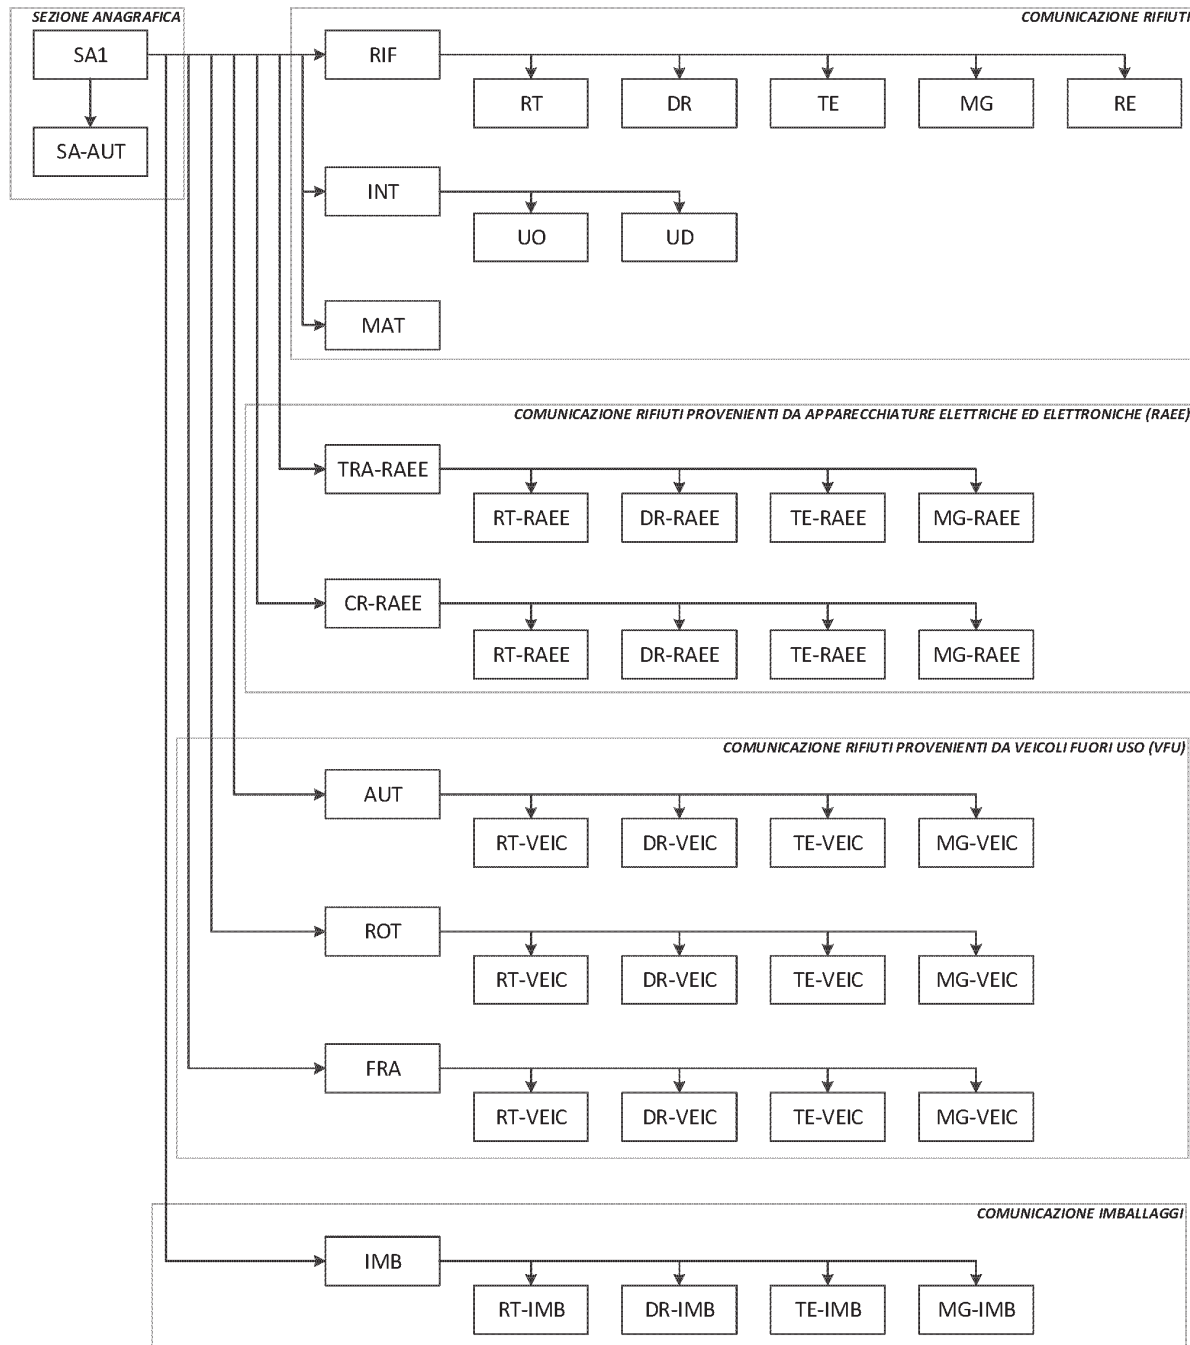 SEZIONE ANAGRAFICA
SA1
SA-AUT
COMUNICAZIONE RIFIUTI
RIF
RT
DR
TE
MG
RE
INT
UO
UD
MAT
COMUNICAZIONE RIFIUTI PROVENIENTI DA APPARECCHIATURE ELETTRICHE ED ELETTRONICHE (RAEE)
TRA-RAEE
RT-RAEE
DR-RAEE
TE-RAEE
MG-RAEE
CR-RAEE
RT-RAEE
DR-RAEE
TE-RAEE
MG-RAEE
COMUNICAZIONE RIFIUTI PROVENIENTI DA VEICOLI FUORI USO (VFU)
AUT
RT-VEIC
DR-VEIC
TE-VEIC
MG-VEIC
ROT
RT-VEIC
DR-VEIC
TE-VEIC
MG-VEIC
FRA
RT-VEIC
DR-VEIC
TE-VEIC
MG-VEIC
COMUNICAZIONE IMBALLAGGI
IMB
RT-IMB
DR-IMB
TE-IMB
MG-IMB